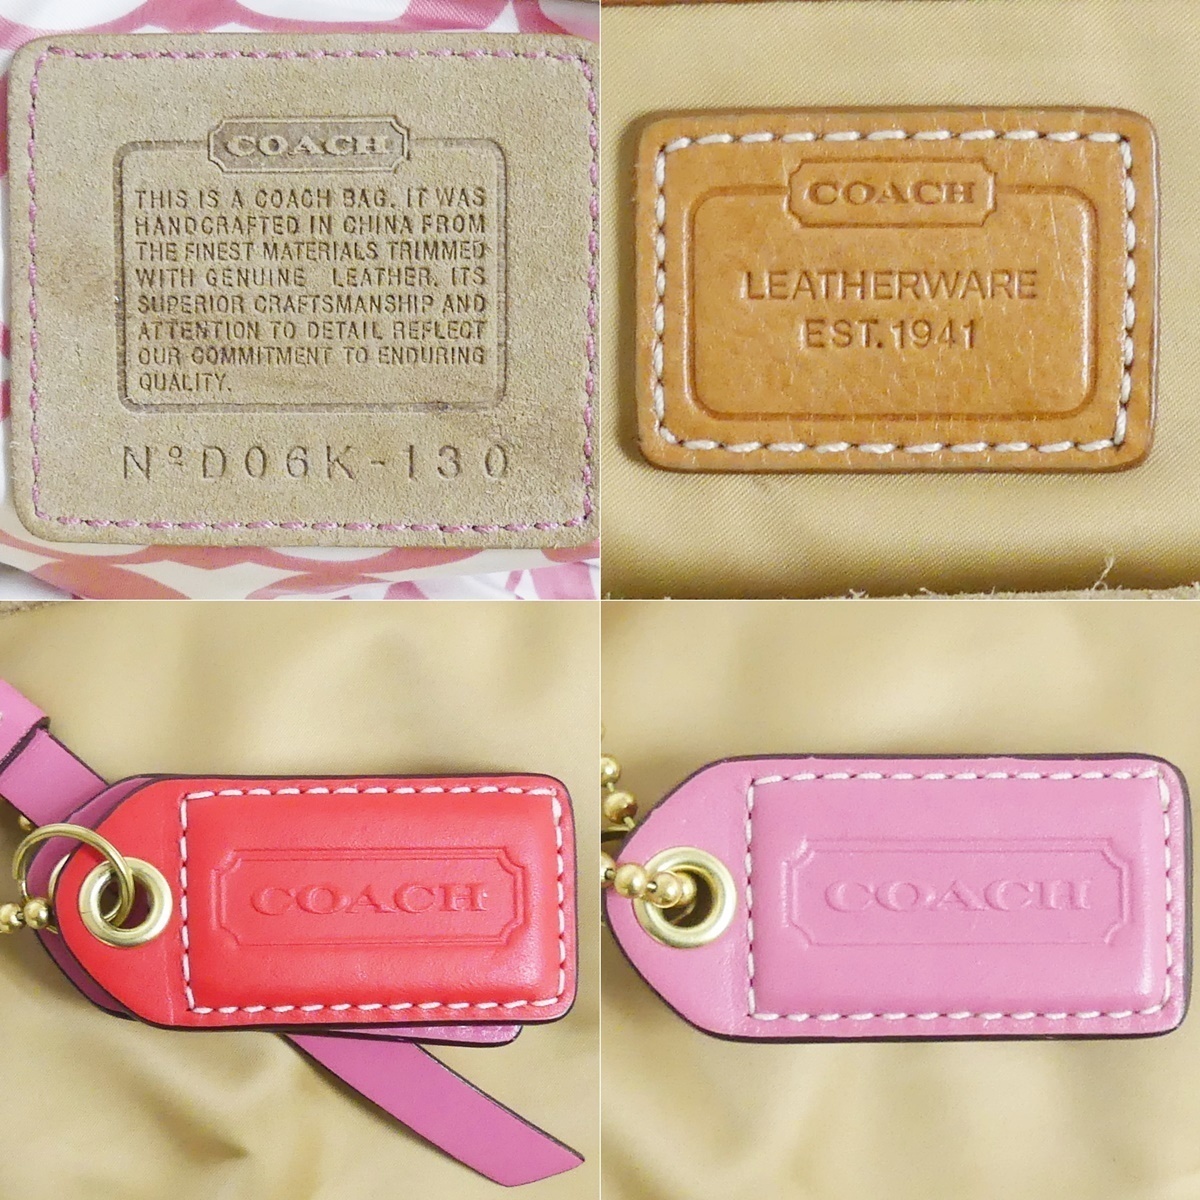 COACH
THIS IS A COACH BAG. IT WAS
HANDCRAFTED IN CHINA FROM
THE FINEST MATERIALS TRIMMED
WITH GENUINE LEATHER. ITS
SUPERIOR CRAFTSMANSHIP AND
ATTENTION TO DETAIL REFLECT
OUR COMMITMENT TO ENDURING
QUALITY.
Nº D06K-130
COACH
LEATHERWARE
EST. 1941
COACH
COACH